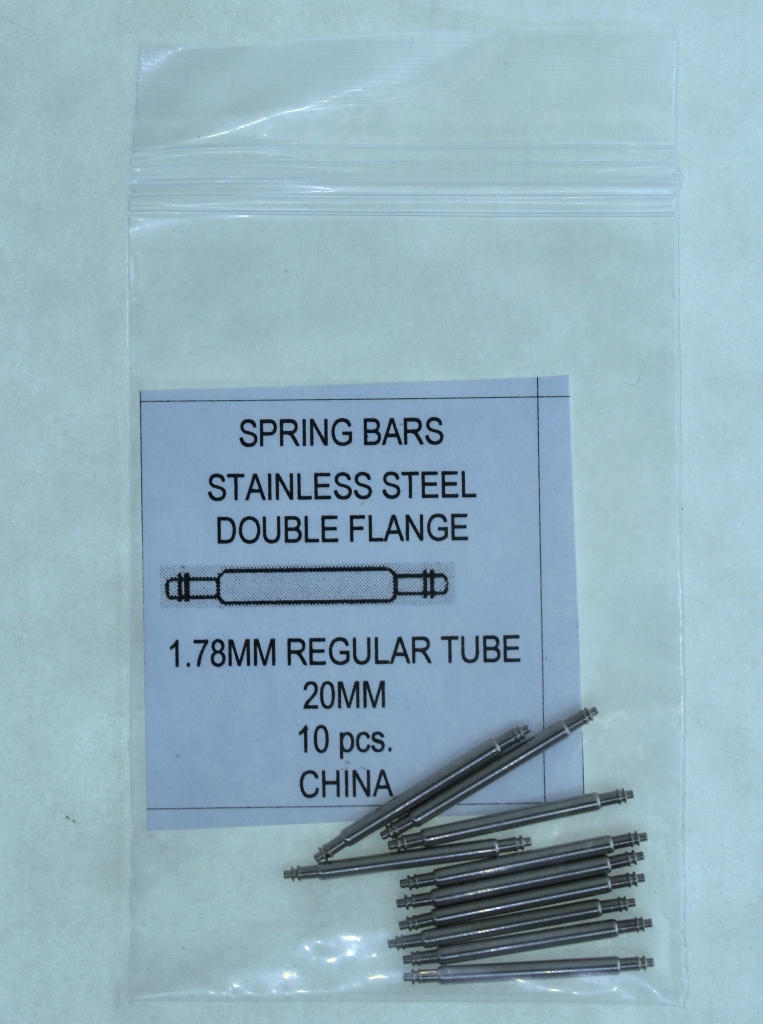 SPRING BARS
STAINLESS STEEL
DOUBLE FLANGE
1.78MM REGULAR TUBE
20MM
10 pcs.
CHINA